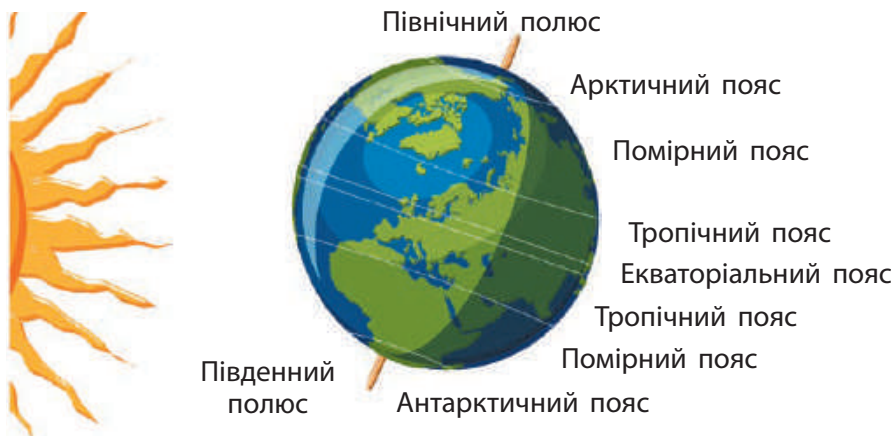 Північний полюс
Арктичний пояс
Помірний пояс
Тропічний пояс
Екваторіальний пояс
Тропічний пояс
Помірний пояс
Південний
полюс
Антарктичний пояс